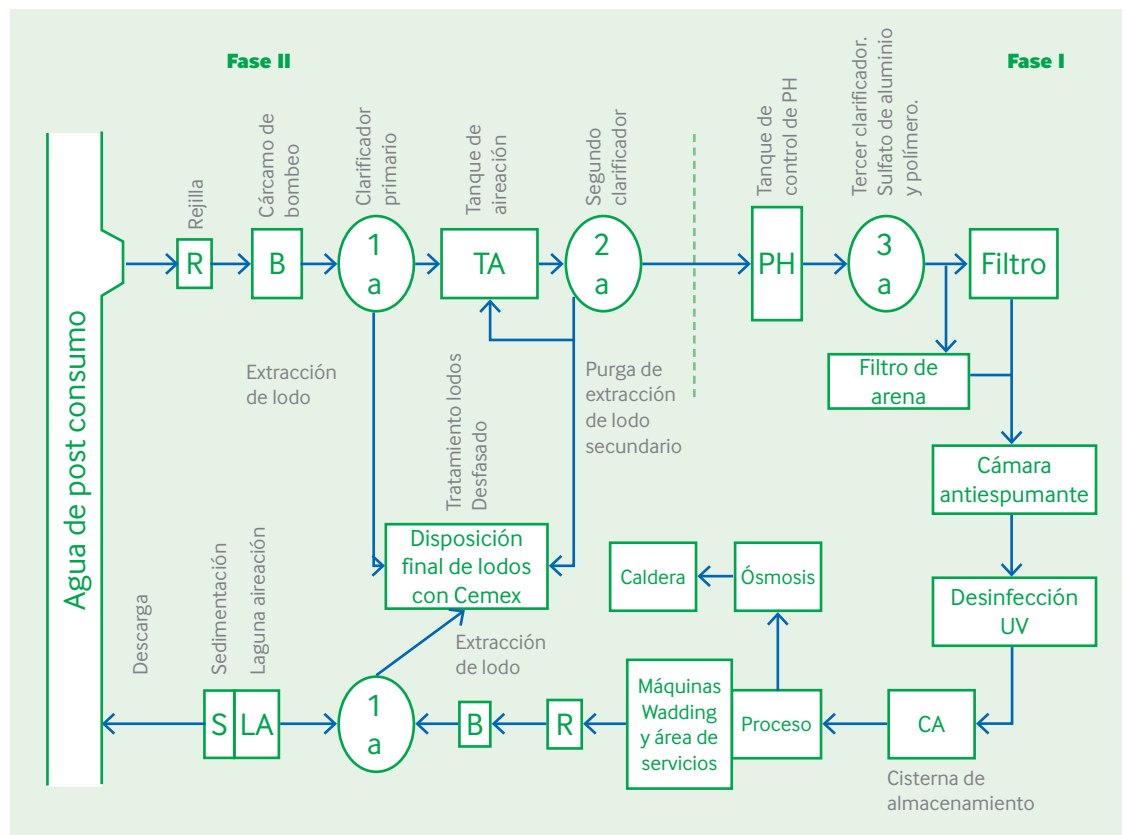 Fase II
Fase I
Rejilla
Cárcamo de
bombeo
Clarificador
primario
Tanque de
aireación
Segundo
clarificador
Tanque de
control de PH
Tercer clarificador.
Sulfato de aluminio
y polímero.
Agua de post consumo
R
B
1
a
TA
2
a
PH
3
a
Filtro
Filtro de
arena
Extracción
de lodo
Tratamiento lodos
Desfasado
Purga de
extracción
de lodo
secundario
Cámara
antiespumante
Disposición
final de lodos
con Cemex
Caldera
Ósmosis
Desinfección
UV
Descarga
Sedimentación
Laguna aireación
Extracción
de lodo
S
LA
1
a
B
R
Máquinas
Wadding
y área de
servicios
Proceso
CA
Cisterna de
almacenamiento